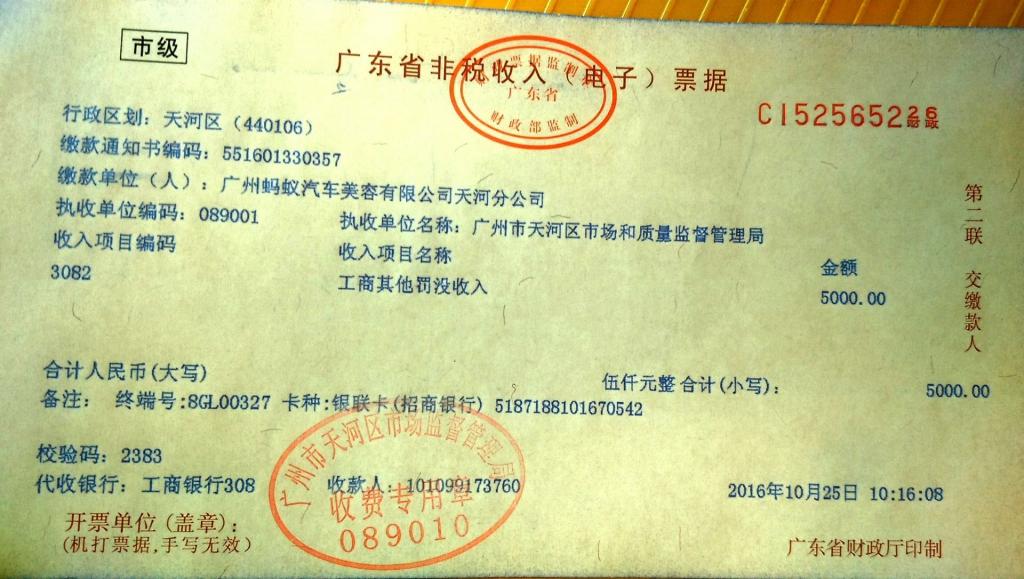 市级
广东省非税收入（电子）票据
广东省
财政部监制
C152565226
行政区划：天河区（440106）
缴款通知书编码：551601330357
缴款单位（人）：广州蚂蚁汽车美容有限公司天河分公司
执收单位编码：089001 执收单位名称：广州市天河区市场和质量监督管理局
收入项目编码 收入项目名称 金额
3082 工商其他罚没收入 5000.00
第二联 交缴款人
合计人民币(大写) 伍仟元整 合计(小写)： 5000.00
备注： 终端号:8GL00327 卡种:银联卡(招商银行) 5187188101670542
校验码：2383
代收银行：工商银行308 收款人：101099173760 2016年10月25日 10:16:08
广州市天河区市场监督管理局
收费专用章
089010
开票单位（盖章）：
(机打票据,手写无效)
广东省财政厅印制